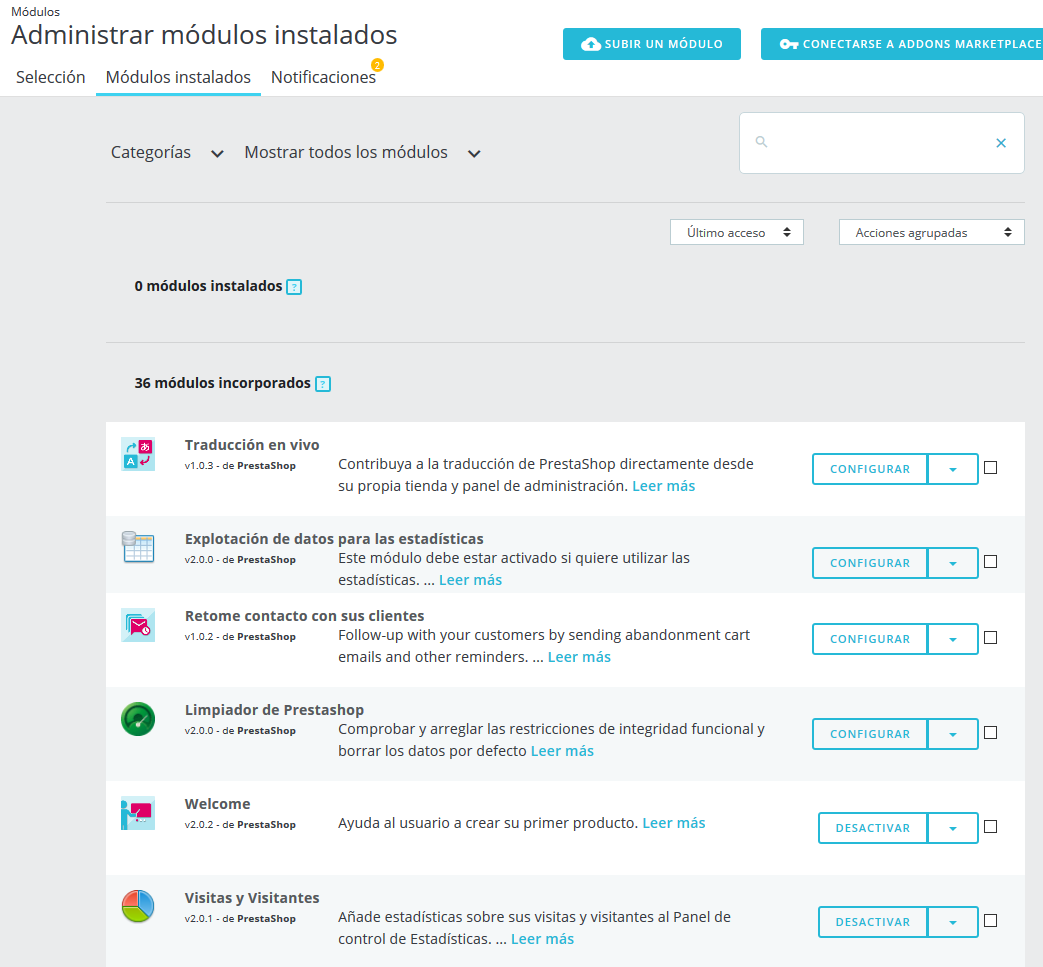 Módulos
Administrar módulos instalados
SUBIR UN MÓDULO
CONECTARSE A ADDONS MARKETPLACE
Selección
Módulos instalados
Notificaciones
2
Categorías
Mostrar todos los módulos
Último acceso
Acciones agrupadas
0 módulos instalados ?
36 módulos incorporados ?
Traducción en vivo
v1.0.3 - de PrestaShop
Contribuya a la traducción de PrestaShop directamente desde
su propia tienda y panel de administración. Leer más
CONFIGURAR
Explotación de datos para las estadísticas
v2.0.0 - de PrestaShop
Este módulo debe estar activado si quiere utilizar las
estadísticas. ... Leer más
CONFIGURAR
Retome contacto con sus clientes
v1.0.2 - de PrestaShop
Follow-up with your customers by sending abandonment cart
emails and other reminders. ... Leer más
CONFIGURAR
Limpiador de Prestashop
v2.0.0 - de PrestaShop
Comprobar y arreglar las restricciones de integridad funcional y
borrar los datos por defecto Leer más
CONFIGURAR
Welcome
v2.0.2 - de PrestaShop
Ayuda al usuario a crear su primer producto. Leer más
DESACTIVAR
Visitas y Visitantes
v2.0.1 - de PrestaShop
Añade estadísticas sobre sus visitas y visitantes al Panel de
control de Estadísticas. ... Leer más
DESACTIVAR